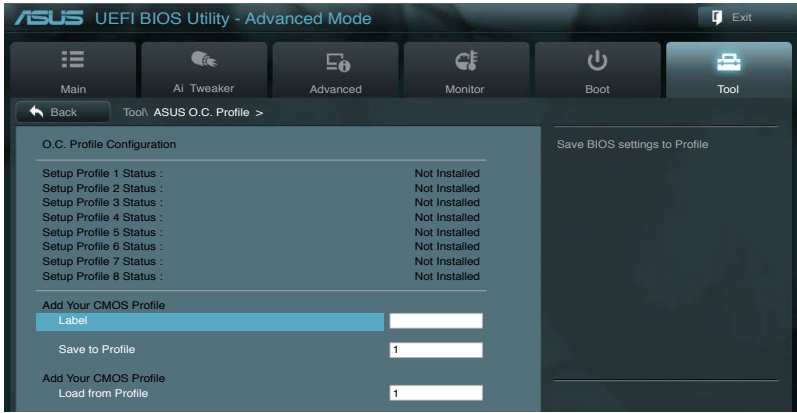 ASUS UEFI BIOS Utility - Advanced Mode
Exit
Main
Ai Tweaker
Advanced
Monitor
Boot
Tool
Back
Tool\ ASUS O.C. Profile >
O.C. Profile Configuration
Save BIOS settings to Profile
Setup Profile 1 Status : Not Installed
Setup Profile 2 Status : Not Installed
Setup Profile 3 Status : Not Installed
Setup Profile 4 Status : Not Installed
Setup Profile 5 Status : Not Installed
Setup Profile 6 Status : Not Installed
Setup Profile 7 Status : Not Installed
Setup Profile 8 Status : Not Installed
Add Your CMOS Profile
Label
Save to Profile 1
Add Your CMOS Profile
Load from Profile 1